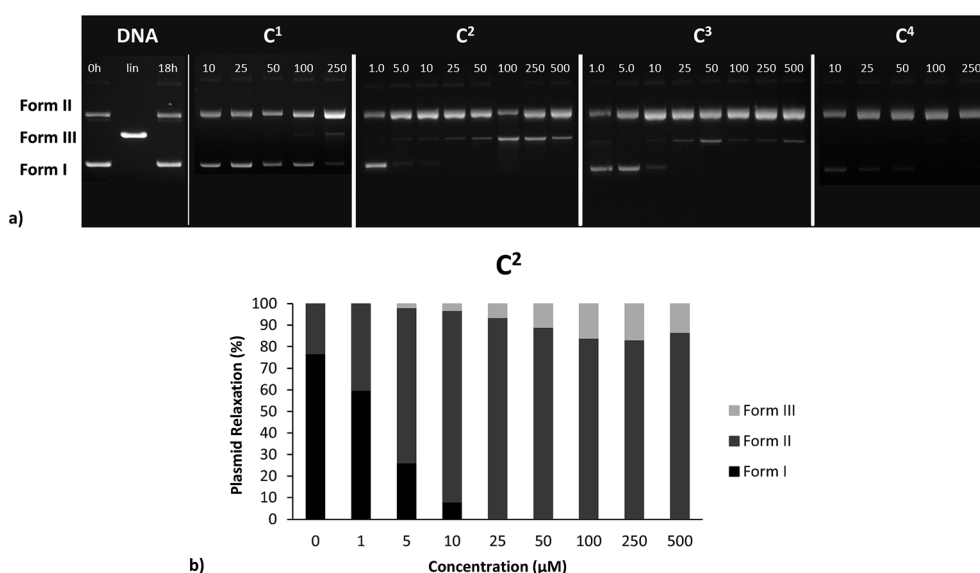 DNA C¹ C² C³ C⁴
0h lin 18h 10 25 50 100 250 1.0 5.0 10 25 50 100 250 500 1.0 5.0 10 25 50 100 250 500 10 25 50 100 250
Form II
Form III
Form I
a)
C²
100
90
80
70
60
50
40
30
20
10
0
Plasmid Relaxation (%)
0 1 5 10 25 50 100 250 500
Concentration (µM)
Form III
Form II
Form I
b)